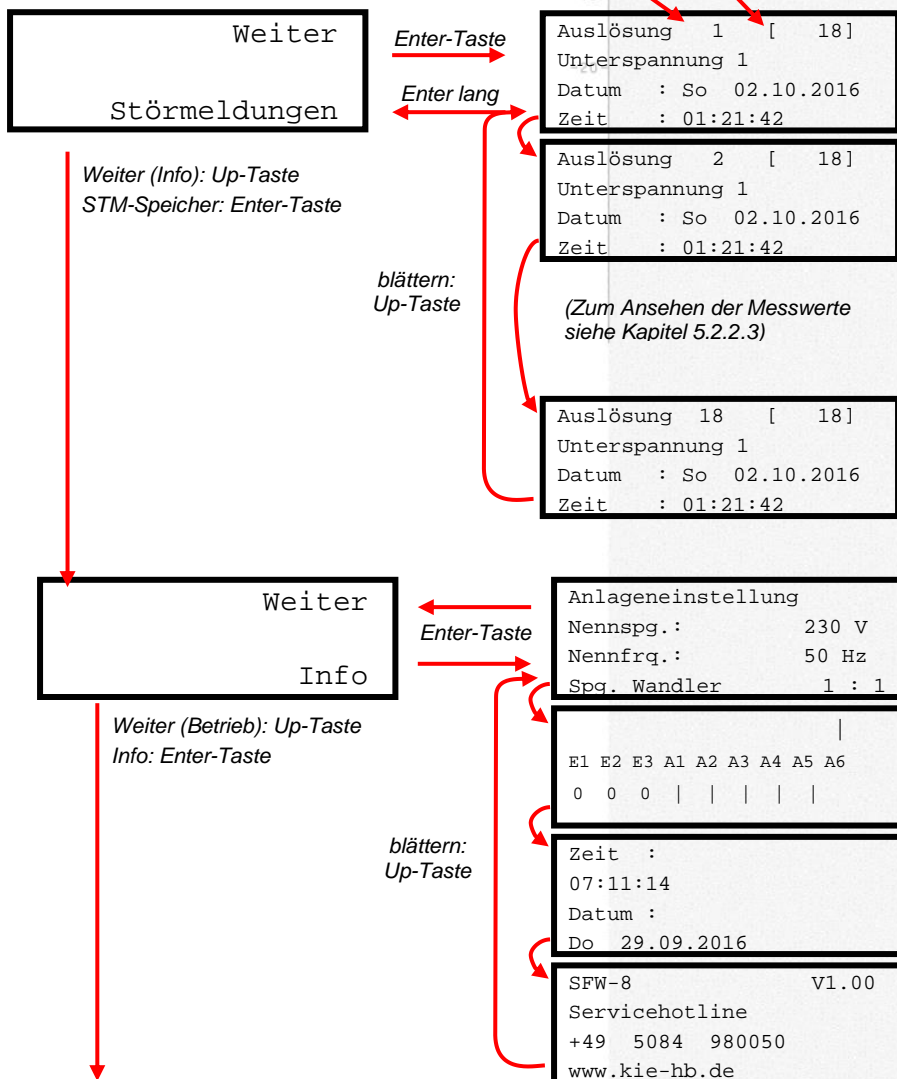 Weiter
Störmeldungen
Enter-Taste
Enter lang
Auslösung 1 [ 18]
Unterspannung 1
-20-
Datum : So 02.10.2016
Zeit : 01:21:42
Weiter (Info): Up-Taste
STM-Speicher: Enter-Taste
Auslösung 2 [ 18]
Unterspannung 1
Datum : So 02.10.2016
Zeit : 01:21:42
blättern:
Up-Taste
(Zum Ansehen der Messwerte
siehe Kapitel 5.2.2.3)
Auslösung 18 [ 18]
Unterspannung 1
Datum : So 02.10.2016
Zeit : 01:21:42
Weiter
Info
Enter-Taste
Anlageneinstellung
Nennspg.: 230 V
Nennfrq.: 50 Hz
Spg. Wandler 1 : 1
Weiter (Betrieb): Up-Taste
Info: Enter-Taste
|
E1 E2 E3 A1 A2 A3 A4 A5 A6
0 0 0 | | | | |
blättern:
Up-Taste
Zeit :
07:11:14
Datum :
Do 29.09.2016
SFW-8 V1.00
Servicehotline
+49 5084 980050
www.kie-hb.de